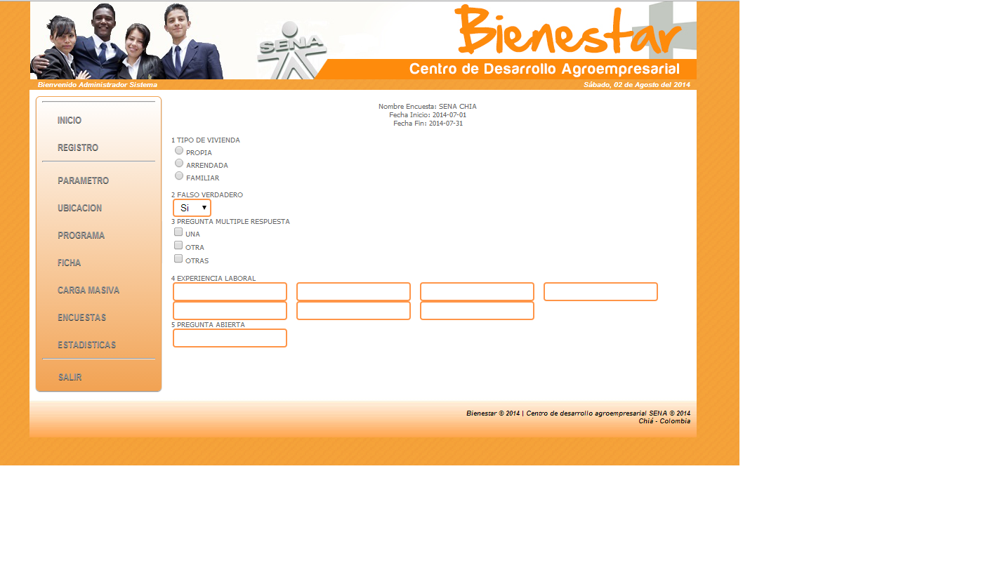 SENA
Bienestar
Centro de Desarrollo Agroempresarial
Bienvenido Administrador Sistema
Sábado, 02 de Agosto del 2014
INICIO
REGISTRO
PARAMETRO
UBICACION
PROGRAMA
FICHA
CARGA MASIVA
ENCUESTAS
ESTADISTICAS
SALIR
Nombre Encuesta: SENA CHIA
Fecha Inicio: 2014-07-01
Fecha Fin: 2014-07-31
1 TIPO DE VIVIENDA
PROPIA
ARRENDADA
FAMILIAR
2 FALSO VERDADERO
Si
3 PREGUNTA MULTIPLE RESPUESTA
UNA
OTRA
OTRAS
4 EXPERIENCIA LABORAL
5 PREGUNTA ABIERTA
Bienestar © 2014 | Centro de desarrollo agroempresarial SENA © 2014
Chiá - Colombia